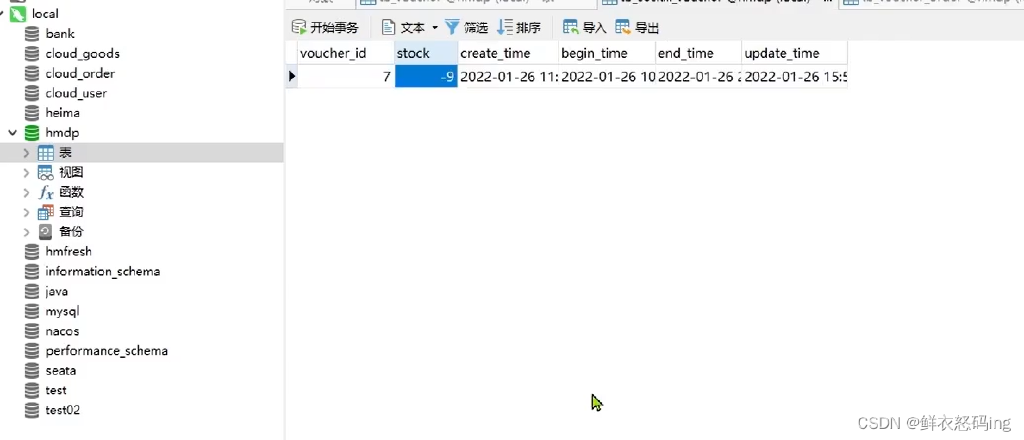 local
bank
cloud_goods
cloud_order
cloud_user
heima
hmdp
表
视图
函数
查询
备份
hmfresh
information_schema
java
mysql
nacos
performance_schema
seata
test
test02
开始事务 文本 筛选 排序 导入 导出
voucher_id stock create_time begin_time end_time update_time
7 -9 2022-01-26 11: 2022-01-26 10 2022-01-26 2 2022-01-26 15:5
CSDN @鲜衣怒码ing